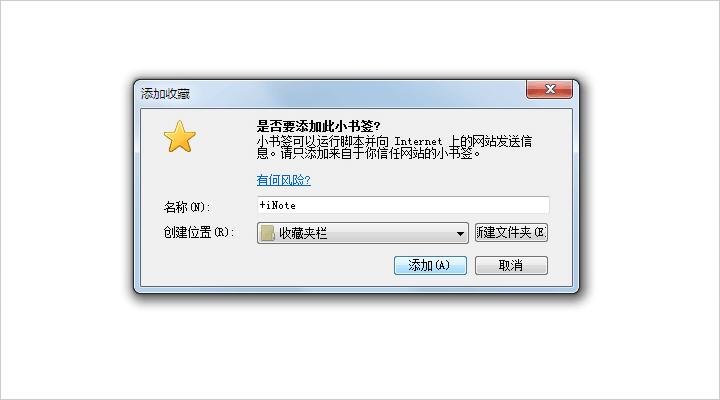 添加收藏
是否要添加此小书签?
小书签可以运行脚本并向 Internet 上的网站发送信
息。请只添加来自于你信任网站的小书签。
有何风险?
名称(N):
+iNote
创建位置(R):
收藏夹栏
新建文件夹(E
添加(A)
取消